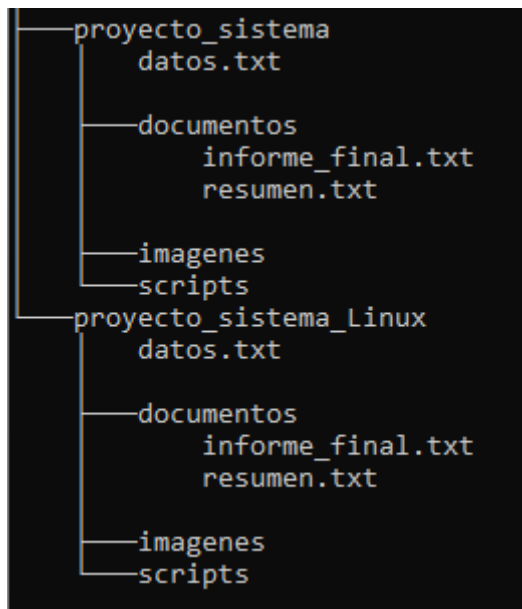 proyecto_sistema
datos.txt
documentos
informe_final.txt
resumen.txt
imagenes
scripts
proyecto_sistema_Linux
datos.txt
documentos
informe_final.txt
resumen.txt
imagenes
scripts